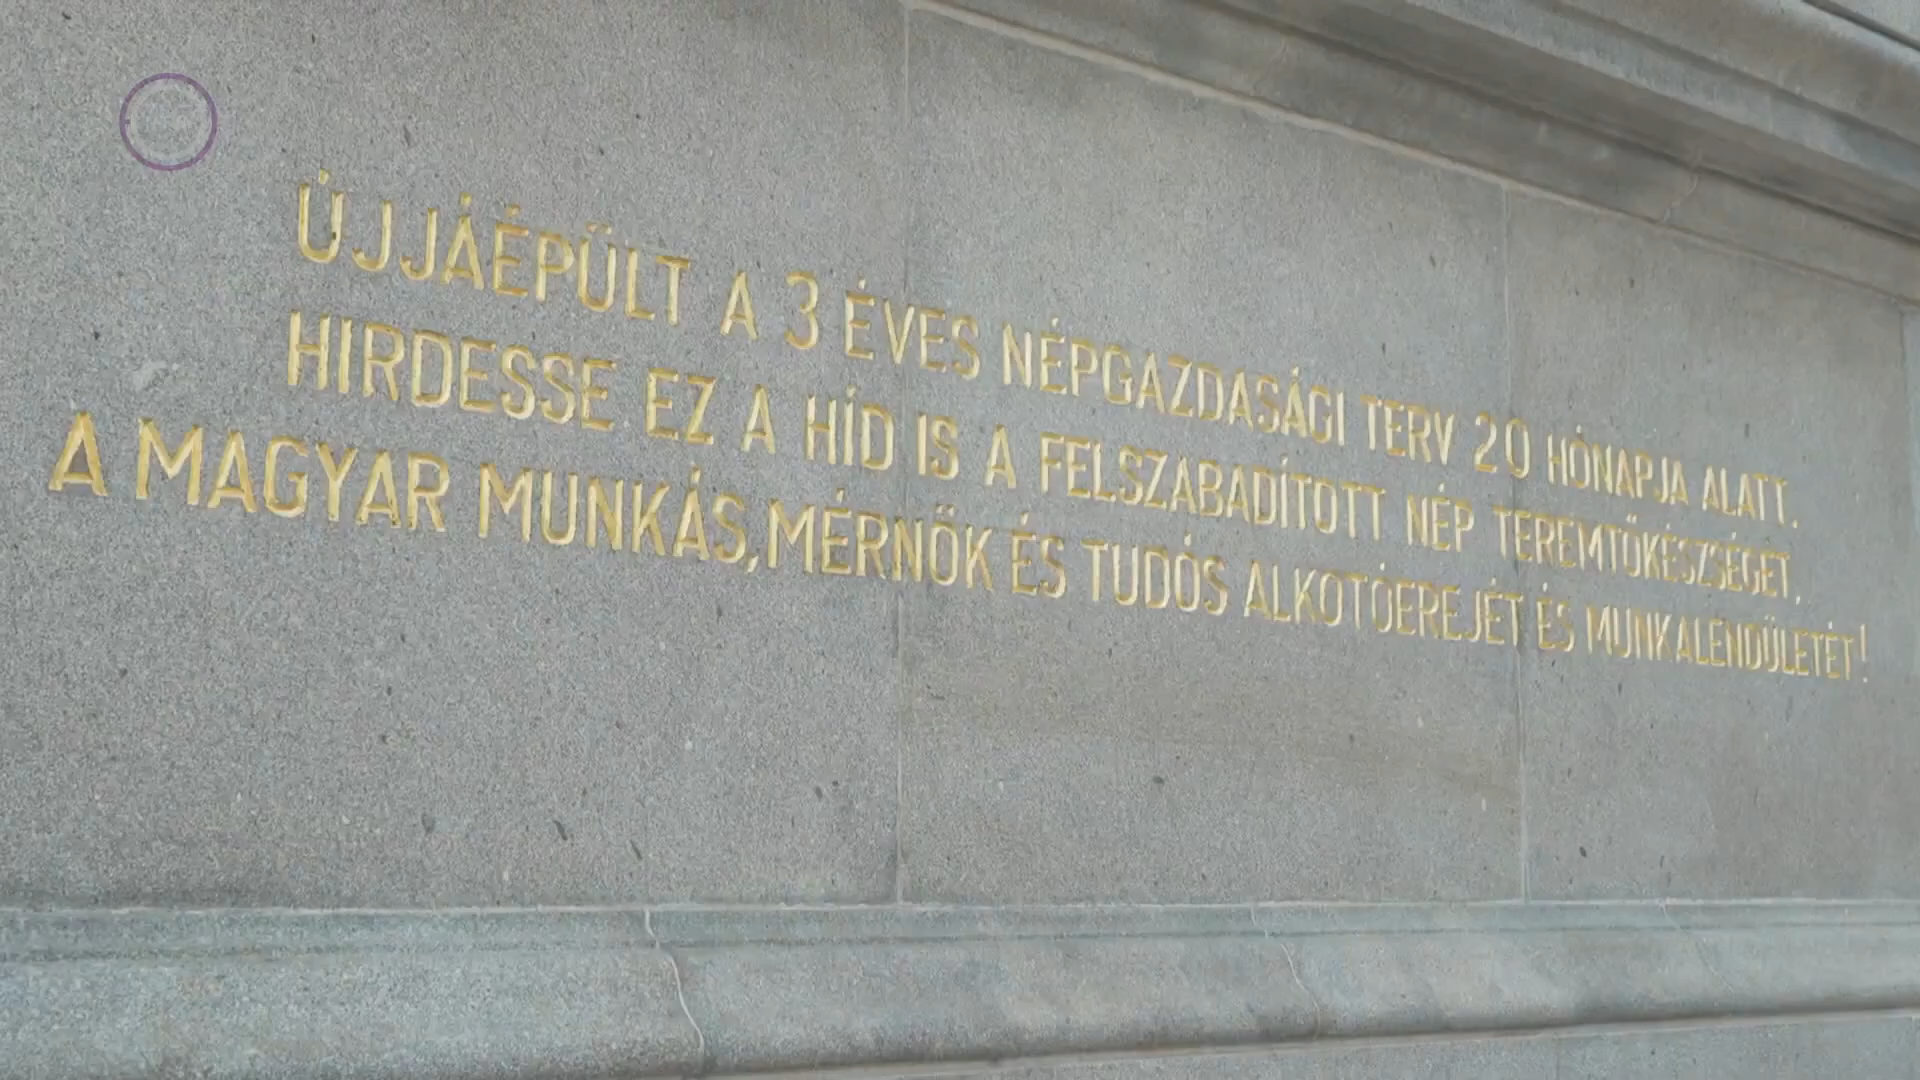 ÚJJÁÉPÜLT A 3 ÉVES NÉPGAZDASÁGI TERV 20 HÓNAPJA ALATT.
HIRDESSE EZ A HÍD IS A FELSZABADÍTOTT NÉP TEREMTŐKÉSZSÉGÉT,
A MAGYAR MUNKÁS, MÉRNÖK ÉS TUDÓS ALKOTÓEREJÉT ÉS MUNKALENDÜLETÉT!